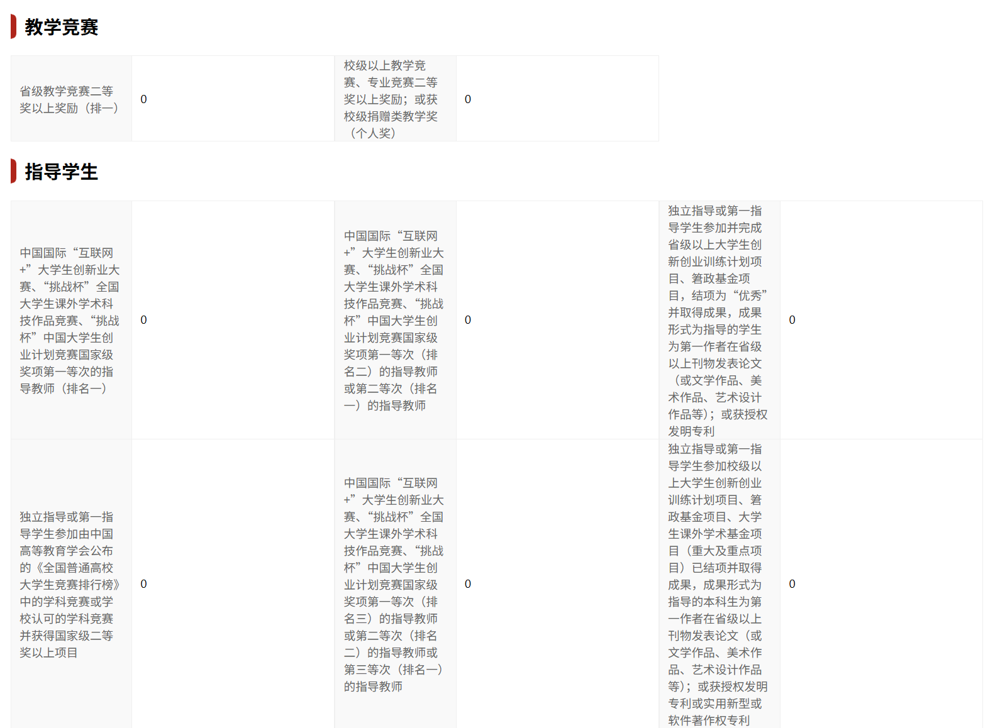 教学竞赛
省级教学竞赛二等
奖以上奖励（排一）
0
校级以上教学竞
赛、专业竞赛二等
奖以上奖励；或获
校级捐赠类教学奖
（个人奖）
0
指导学生
中国国际“互联网
+”大学生创新业大
赛、“挑战杯”全国
大学生课外学术科
技作品竞赛、“挑战
杯”中国大学生创
业计划竞赛国家级
奖项第一等次的指
导教师（排名一）
0
中国国际“互联网
+”大学生创新业大
赛、“挑战杯”全国
大学生课外学术科
技作品竞赛、“挑战
杯”中国大学生创
业计划竞赛国家级
奖项第一等次（排
名二）的指导教师
或第二等次（排名
一）的指导教师
0
独立指导或第一指
导学生参加并完成
省级以上大学生创
新创业训练计划项
目、䇹政基金项
目，结项为“优秀”
并取得成果，成果
形式为指导的学生
为第一作者在省级
以上刊物发表论文
（或文学作品、美
术作品、艺术设计
作品等）；或获授权
发明专利
0
独立指导或第一指
导学生参加由中国
高等教育学会公布
的《全国普通高校
大学生竞赛排行榜》
中的学科竞赛或学
校认可的学科竞赛
并获得国家级二等
奖以上项目
0
中国国际“互联网
+”大学生创新业大
赛、“挑战杯”全国
大学生课外学术科
技作品竞赛、“挑战
杯”中国大学生创
业计划竞赛国家级
奖项第一等次（排
名三）的指导教师
或第二等次（排名
二）的指导教师或
第三等次（排名一）
的指导教师
0
独立指导或第一指
导学生参加校级以
上大学生创新创业
训练计划项目、䇹
政基金项目、大学
生课外学术基金项
目（重大及重点项
目）已结项并取得
成果，成果形式为
指导的本科生为第
一作者在省级以上
刊物发表论文（或
文学作品、美术作
品、艺术设计作品
等）；或获授权发明
专利或实用新型或
软件著作权专利
0